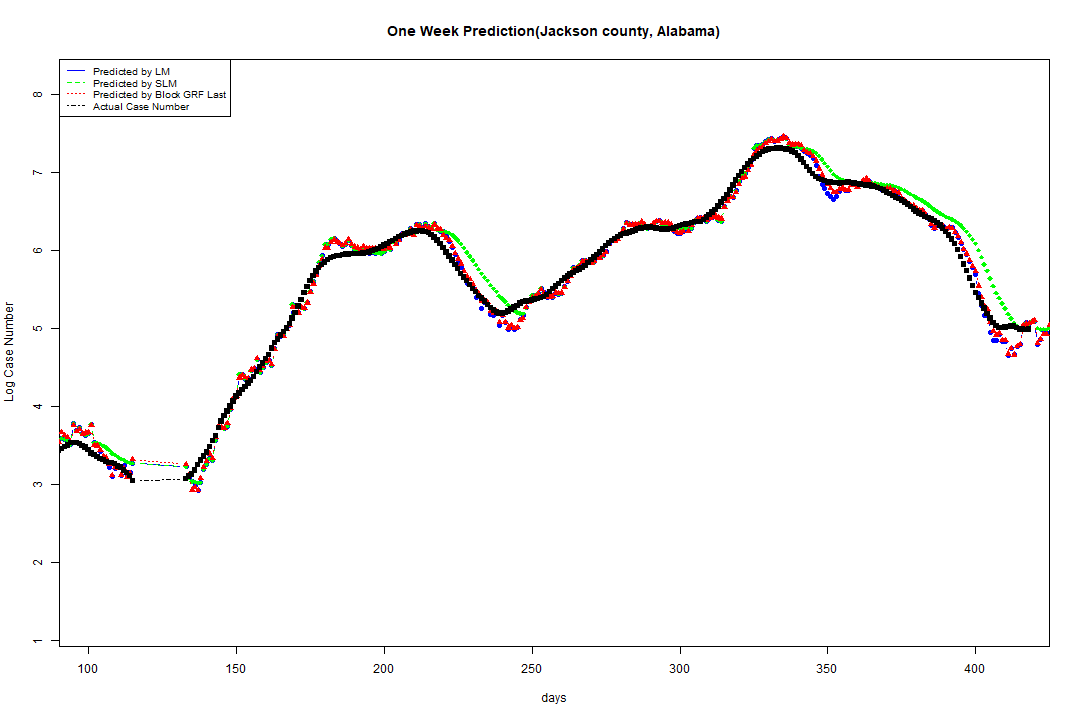 One Week Prediction(Jackson county, Alabama)
Predicted by LM
Predicted by SLM
Predicted by Block GRF Last
Actual Case Number
8
7
6
5
4
3
2
1
Log Case Number
100 150 200 250 300 350 400
days